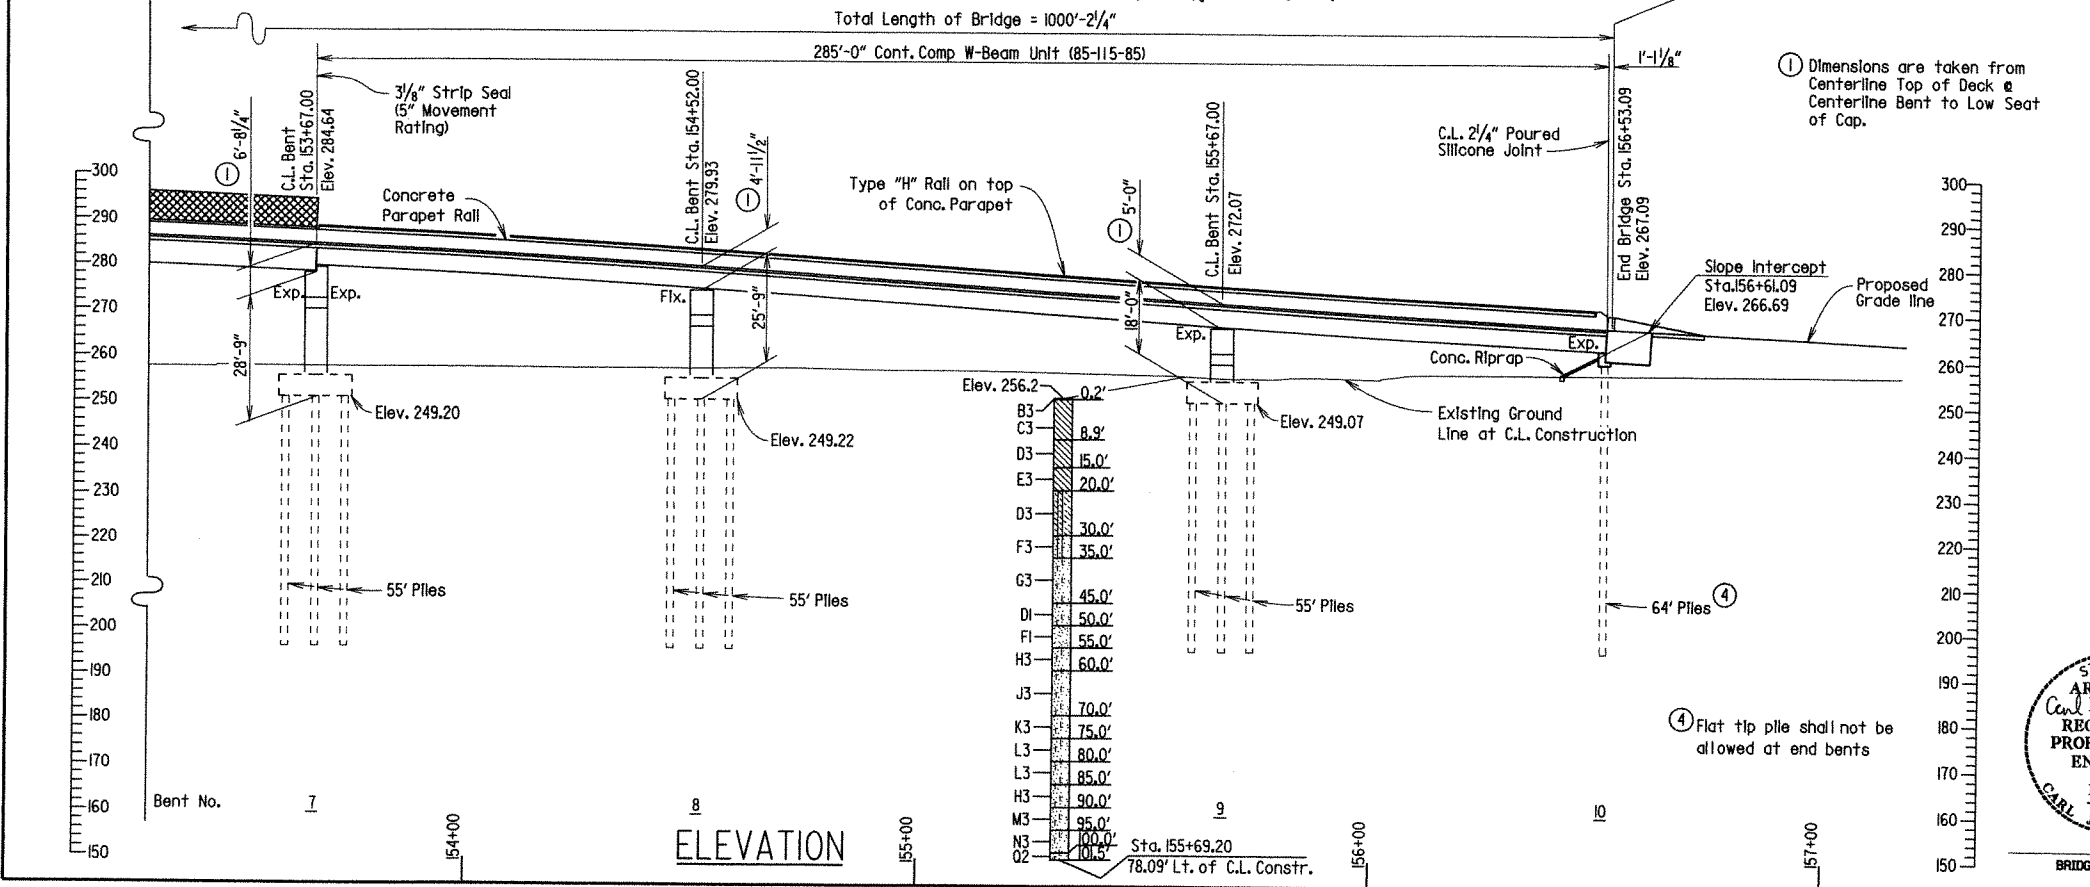 Total Length of Bridge = 1000'-2 1/4"
285'-0" Cont. Comp W-Beam Unit (85-115-85)
1'-1 1/8"
① Dimensions are taken from
Centerline Top of Deck @
Centerline Bent to Low Seat
of Cap.
3 1/8" Strip Seal
(5" Movement
Rating)
① 6'-8 1/4"
C.L. Bent
Sta. 153+67.00
Elev. 284.64
C.L. Bent Sta. 154+52.00
Elev. 279.93
① 4'-11 1/2"
① 5'-0"
C.L. Bent Sta. 155+67.00
Elev. 272.07
C.L. 2 1/4" Poured
Silicone Joint
End Bridge Sta. 156+53.09
Elev. 267.09
Concrete
Parapet Rail
Type "H" Rail on top
of Conc. Parapet
Slope Intercept
Sta.156+61.09
Elev. 266.69
Proposed
Grade line
Exp.
Exp.
Fix.
Exp.
Exp.
28'-9"
25'-9"
18'-0"
Conc. Riprap
Existing Ground
Line at C.L. Construction
Elev. 249.20
Elev. 249.22
Elev. 249.07
Elev. 256.2
55' Piles
55' Piles
55' Piles
64' Piles ④
300
290
280
270
260
250
240
230
220
210
200
190
180
170
160
150
B3
C3
D3
E3
D3
F3
G3
D1
F1
H3
J3
K3
L3
L3
H3
M3
N3
Q2
0.2'
8.9'
15.0'
20.0'
30.0'
35.0'
45.0'
50.0'
55.0'
60.0'
70.0'
75.0'
80.0'
85.0'
90.0'
95.0'
100.0'
101.5'
Sta. 155+69.20
78.09' Lt. of C.L. Constr.
300
290
280
270
260
250
240
230
220
210
200
190
180
170
160
150
④ Flat tip pile shall not be
allowed at end bents
Bent No.
7
8
9
10
154+00
155+00
156+00
157+00
ELEVATION
CARL
BRIDG